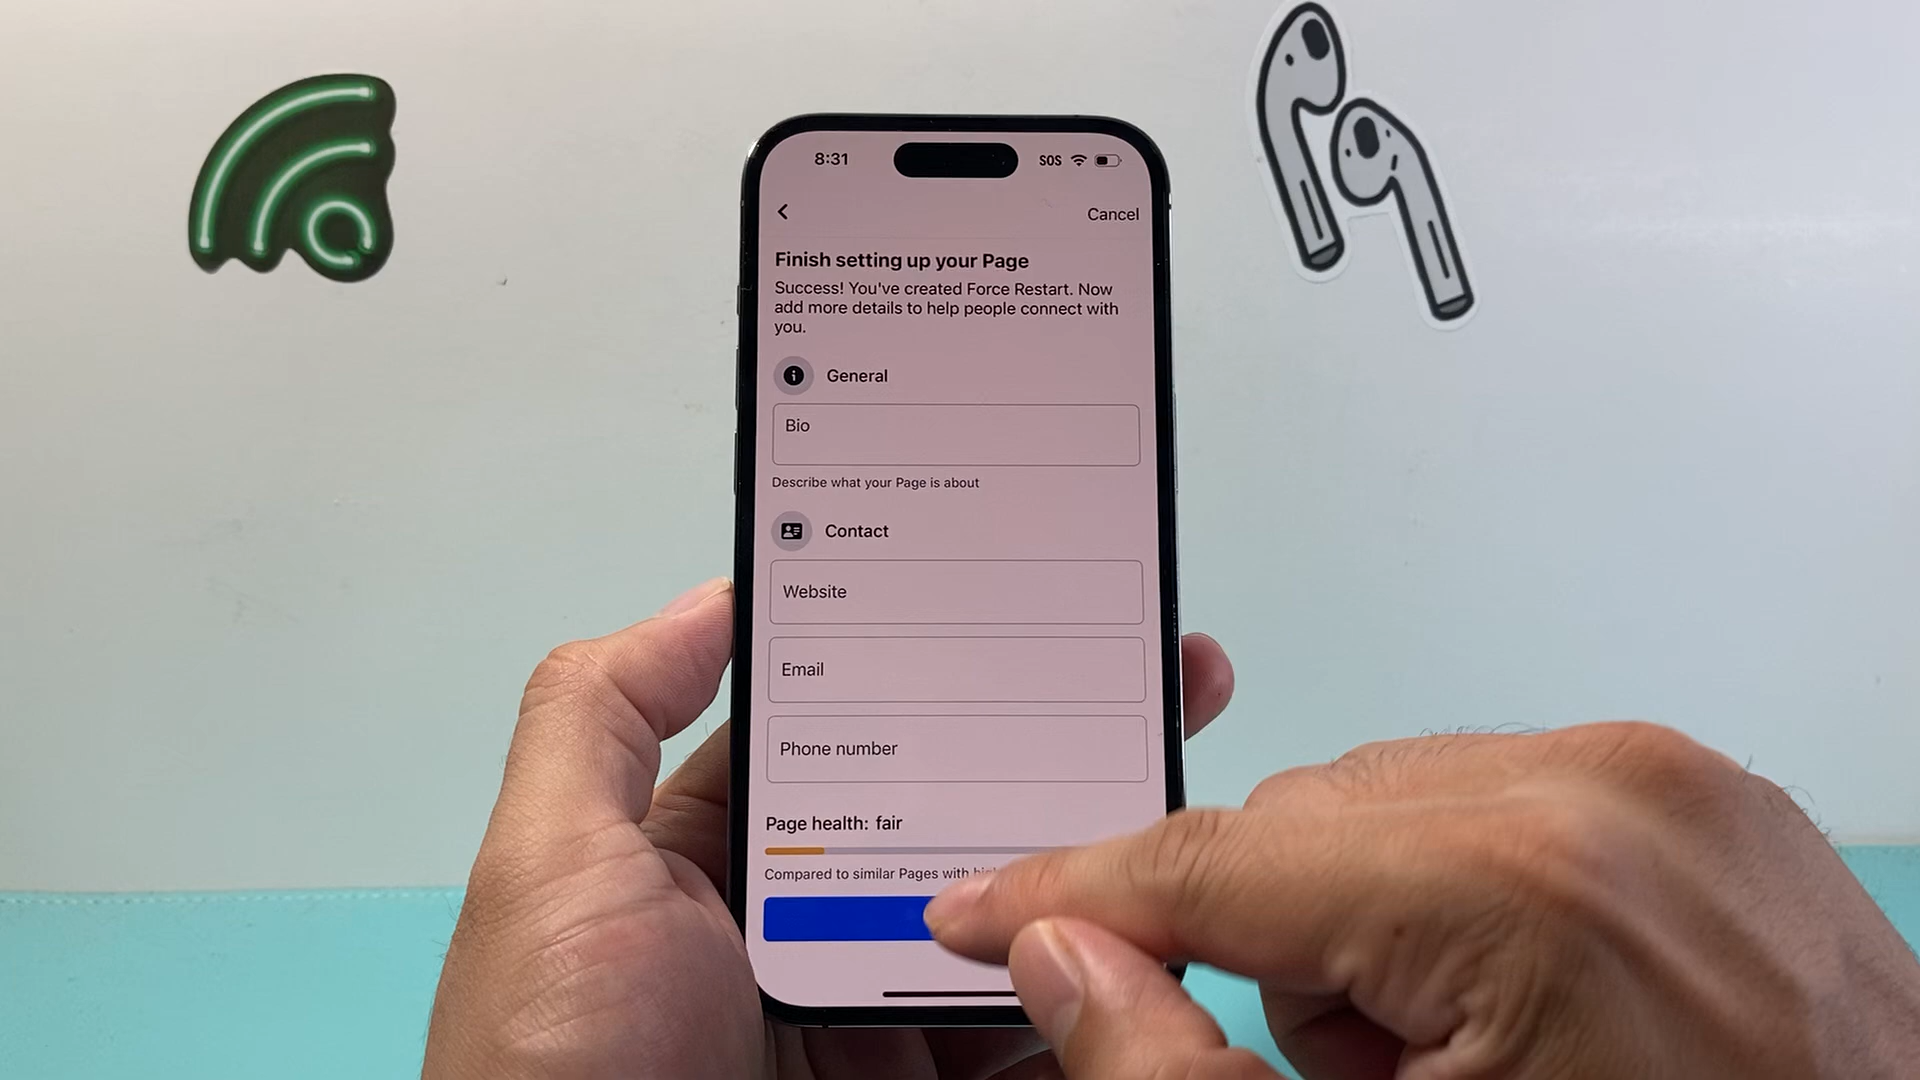 8:31
SOS
Cancel
Finish setting up your Page
Success! You've created Force Restart. Now
add more details to help people connect with
you.
General
Bio
Describe what your Page is about
Contact
Website
Email
Phone number
Page health: fair
Compared to similar Pages with